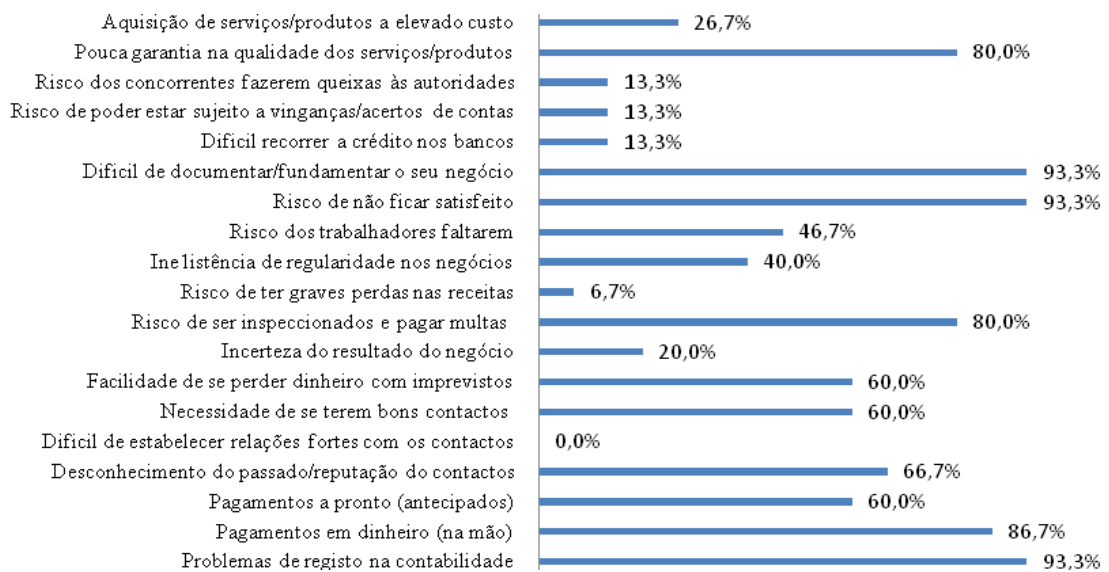 Aquisição de serviços/produtos a elevado custo 26,7%
Pouca garantia na qualidade dos serviços/produtos 80,0%
Risco dos concorrentes fazerem queixas às autoridades 13,3%
Risco de poder estar sujeito a vinganças/acertos de contas 13,3%
Dificil recorrer a crédito nos bancos 13,3%
Dificil de documentar/fundamentar o seu negócio 93,3%
Risco de não ficar satisfeito 93,3%
Risco dos trabalhadores faltarem 46,7%
Ine1istência de regularidade nos negócios 40,0%
Risco de ter graves perdas nas receitas 6,7%
Risco de ser inspeccionados e pagar multas 80,0%
Incerteza do resultado do negócio 20,0%
Facilidade de se perder dinheiro com imprevistos 60,0%
Necessidade de se terem bons contactos 60,0%
Dificil de estabelecer relações fortes com os contactos 0,0%
Desconhecimento do passado/reputação do contactos 66,7%
Pagamentos a pronto (antecipados) 60,0%
Pagamentos em dinheiro (na mão) 86,7%
Problemas de registo na contabilidade 93,3%